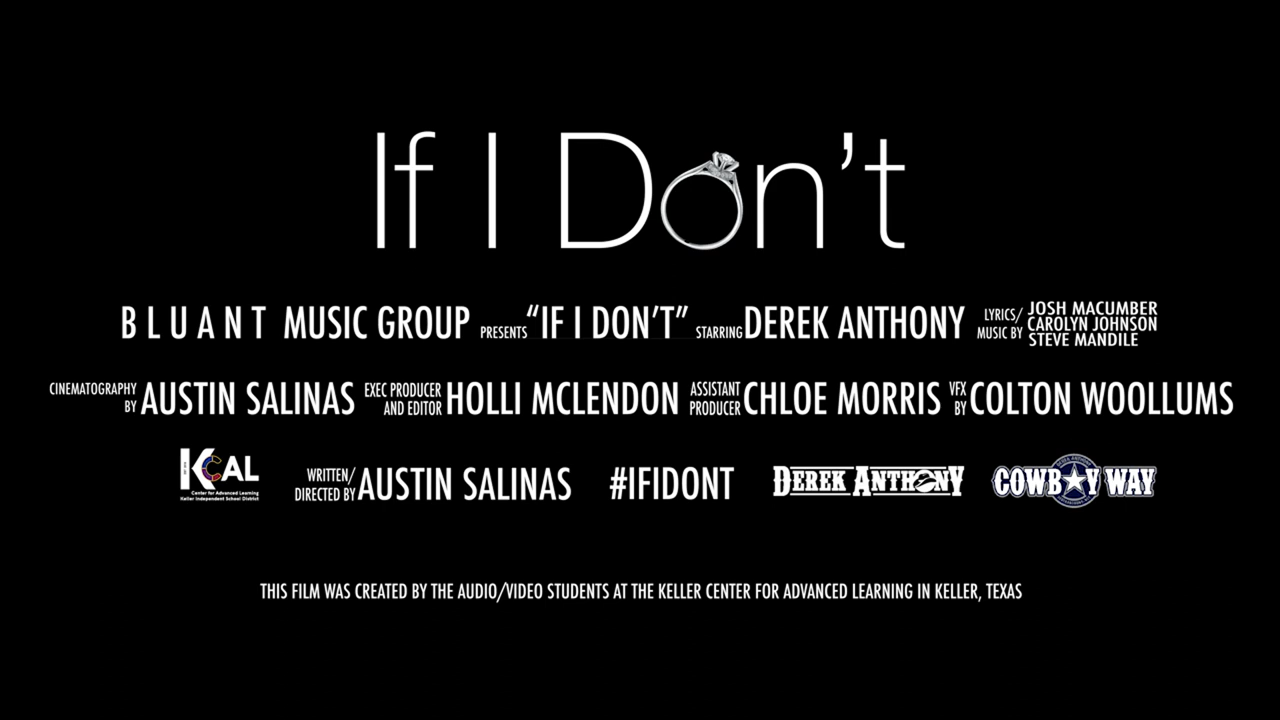 If I Don't
BLUANT MUSIC GROUP PRESENTS "IF I DON'T" STARRING DEREK ANTHONY LYRICS/ MUSIC BY JOSH MACUMBER CAROLYN JOHNSON STEVE MANDILE
CINEMATOGRAPHY BY AUSTIN SALINAS EXEC PRODUCER AND EDITOR HOLLI MCLENDON ASSISTANT PRODUCER CHLOE MORRIS VFX BY COLTON WOOLLUMS
KCAL Center for Advanced Learning Keller Independent School District WRITTEN/ DIRECTED BY AUSTIN SALINAS #IFIDONT DEREK ANTHONY COWBOY WAY
THIS FILM WAS CREATED BY THE AUDIO/VIDEO STUDENTS AT THE KELLER CENTER FOR ADVANCED LEARNING IN KELLER, TEXAS